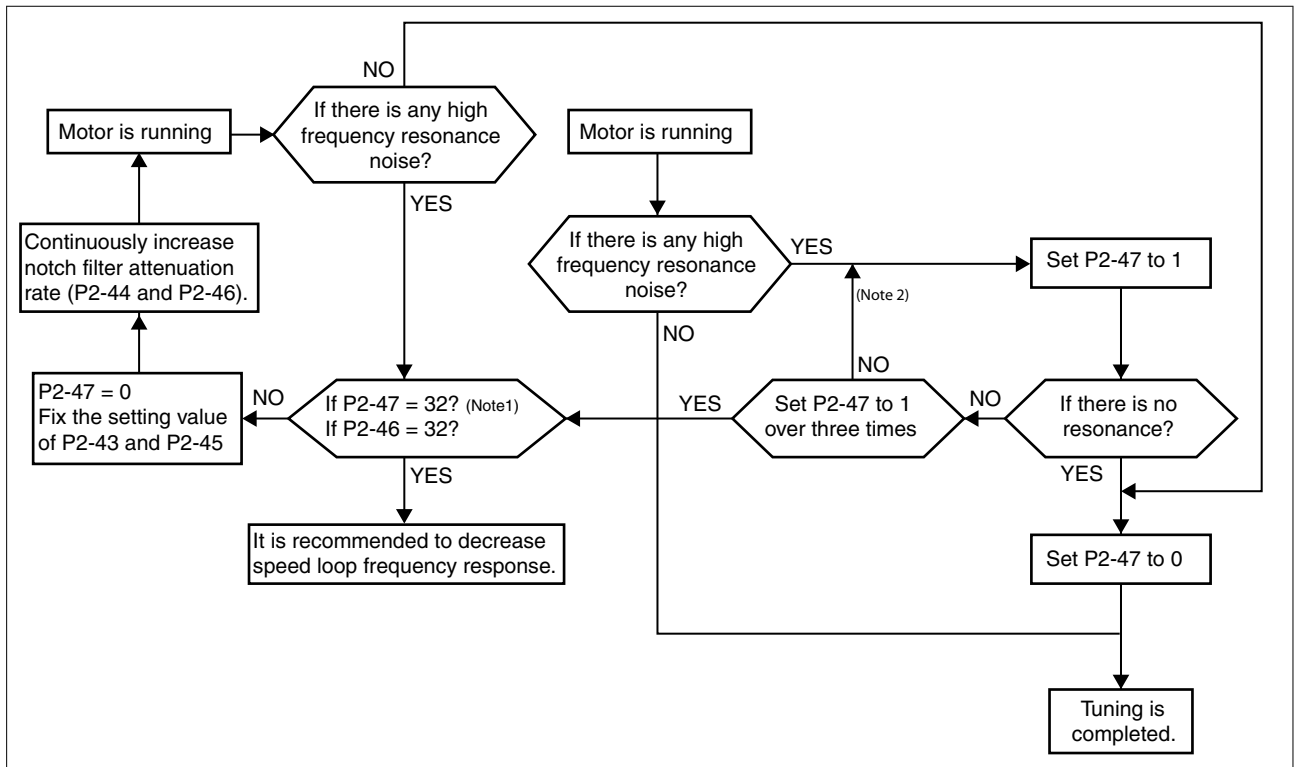 NO
If there is any high
frequency resonance
noise?
Motor is running
YES
Continuously increase
notch filter attenuation
rate (P2-44 and P2-46).
P2-47 = 0
Fix the setting value
of P2-43 and P2-45
NO
If P2-47 = 32? (Note1)
If P2-46 = 32?
YES
It is recommended to decrease
speed loop frequency response.
Motor is running
If there is any high
frequency resonance
noise?
YES
NO
(Note 2)
Set P2-47 to 1
NO
YES
Set P2-47 to 1
over three times
NO
If there is no
resonance?
YES
Set P2-47 to 0
Tuning is
completed.